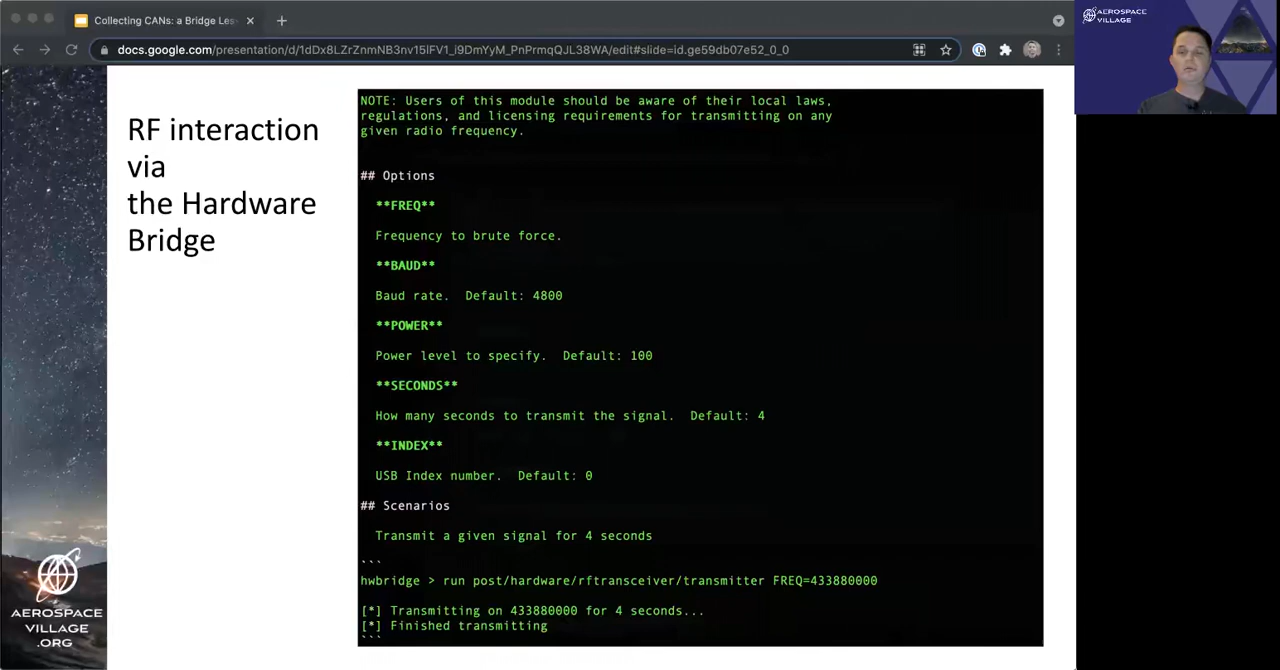 Collecting CANs: a Bridge Les
docs.google.com/presentation/d/1dDx8LZrZnmNB3nv15lFV1_i9DmYyM_PnPrmqQJL38WA/edit#slide=id.ge59db07e52_0_0
AEROSPACE
VILLAGE
RF interaction
via
the Hardware
Bridge
NOTE: Users of this module should be aware of their local laws,
regulations, and licensing requirements for transmitting on any
given radio frequency.
## Options
**FREQ**
Frequency to brute force.
**BAUD**
Baud rate.  Default: 4800
**POWER**
Power level to specify.  Default: 100
**SECONDS**
How many seconds to transmit the signal.  Default: 4
**INDEX**
USB Index number.  Default: 0
## Scenarios
Transmit a given signal for 4 seconds
```
hwbridge > run post/hardware/rftransceiver/transmitter FREQ=433880000
[*] Transmitting on 433880000 for 4 seconds...
[*] Finished transmitting
```
AEROSPACE
VILLAGE
.ORG